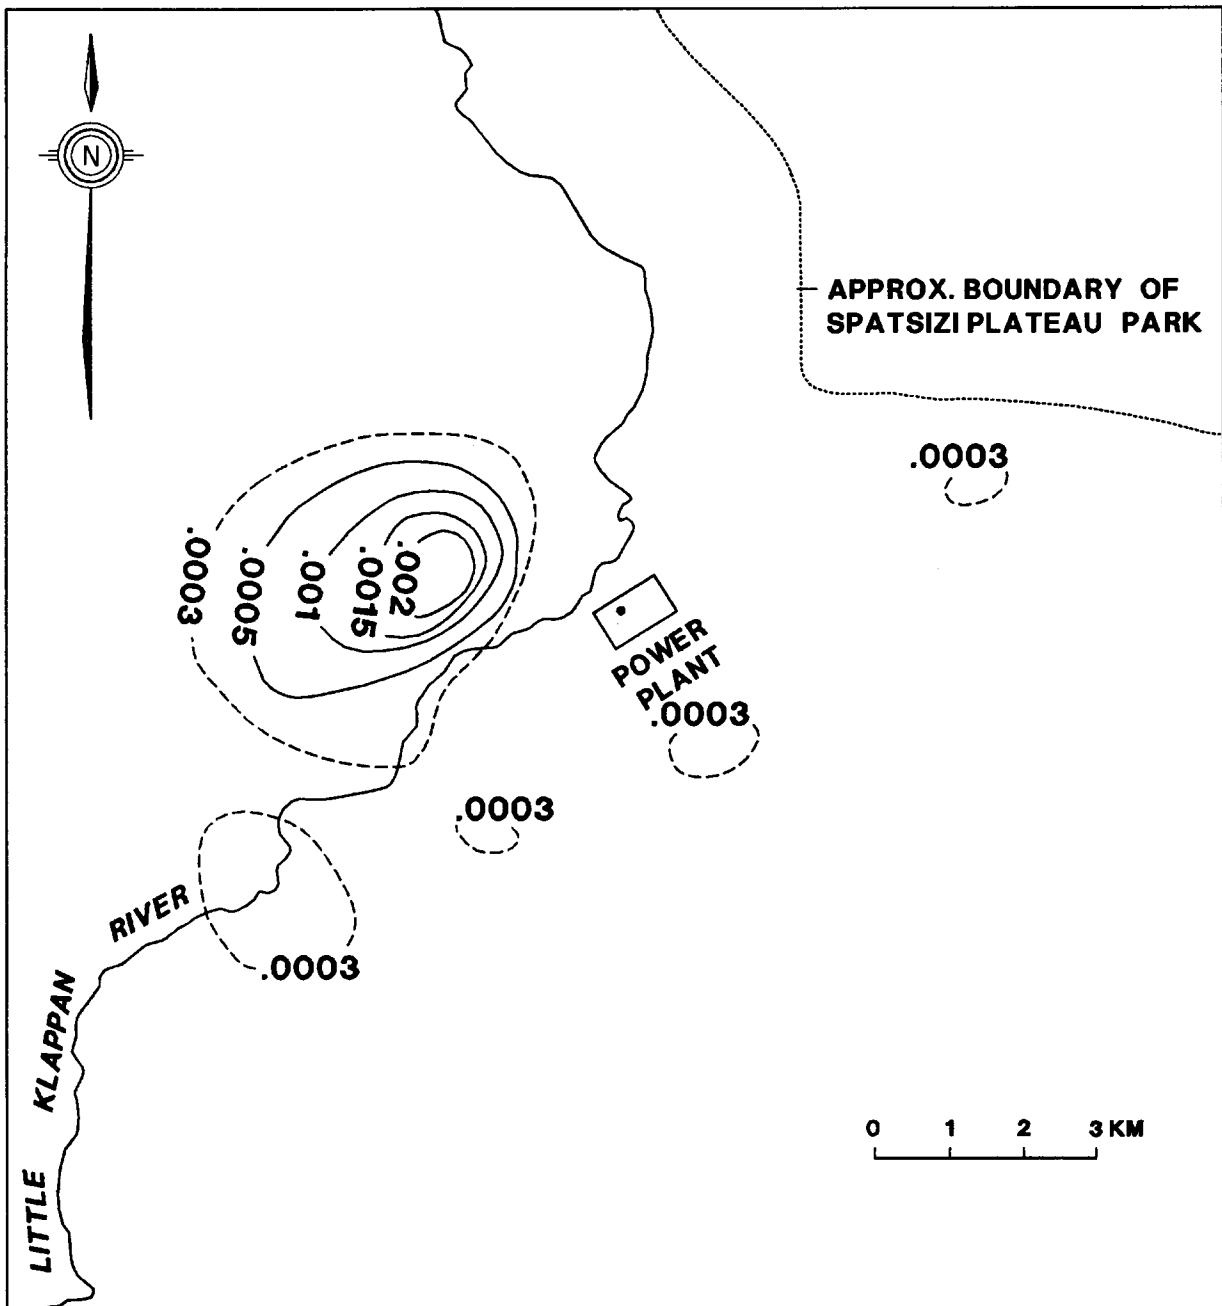 N
APPROX. BOUNDARY OF
SPATSIZI PLATEAU PARK
.0003
.0003
.0005
.001
.0015
.002
POWER
PLANT
.0003
.0003
.0003
LITTLE KLAPPAN RIVER
0 1 2 3 KM